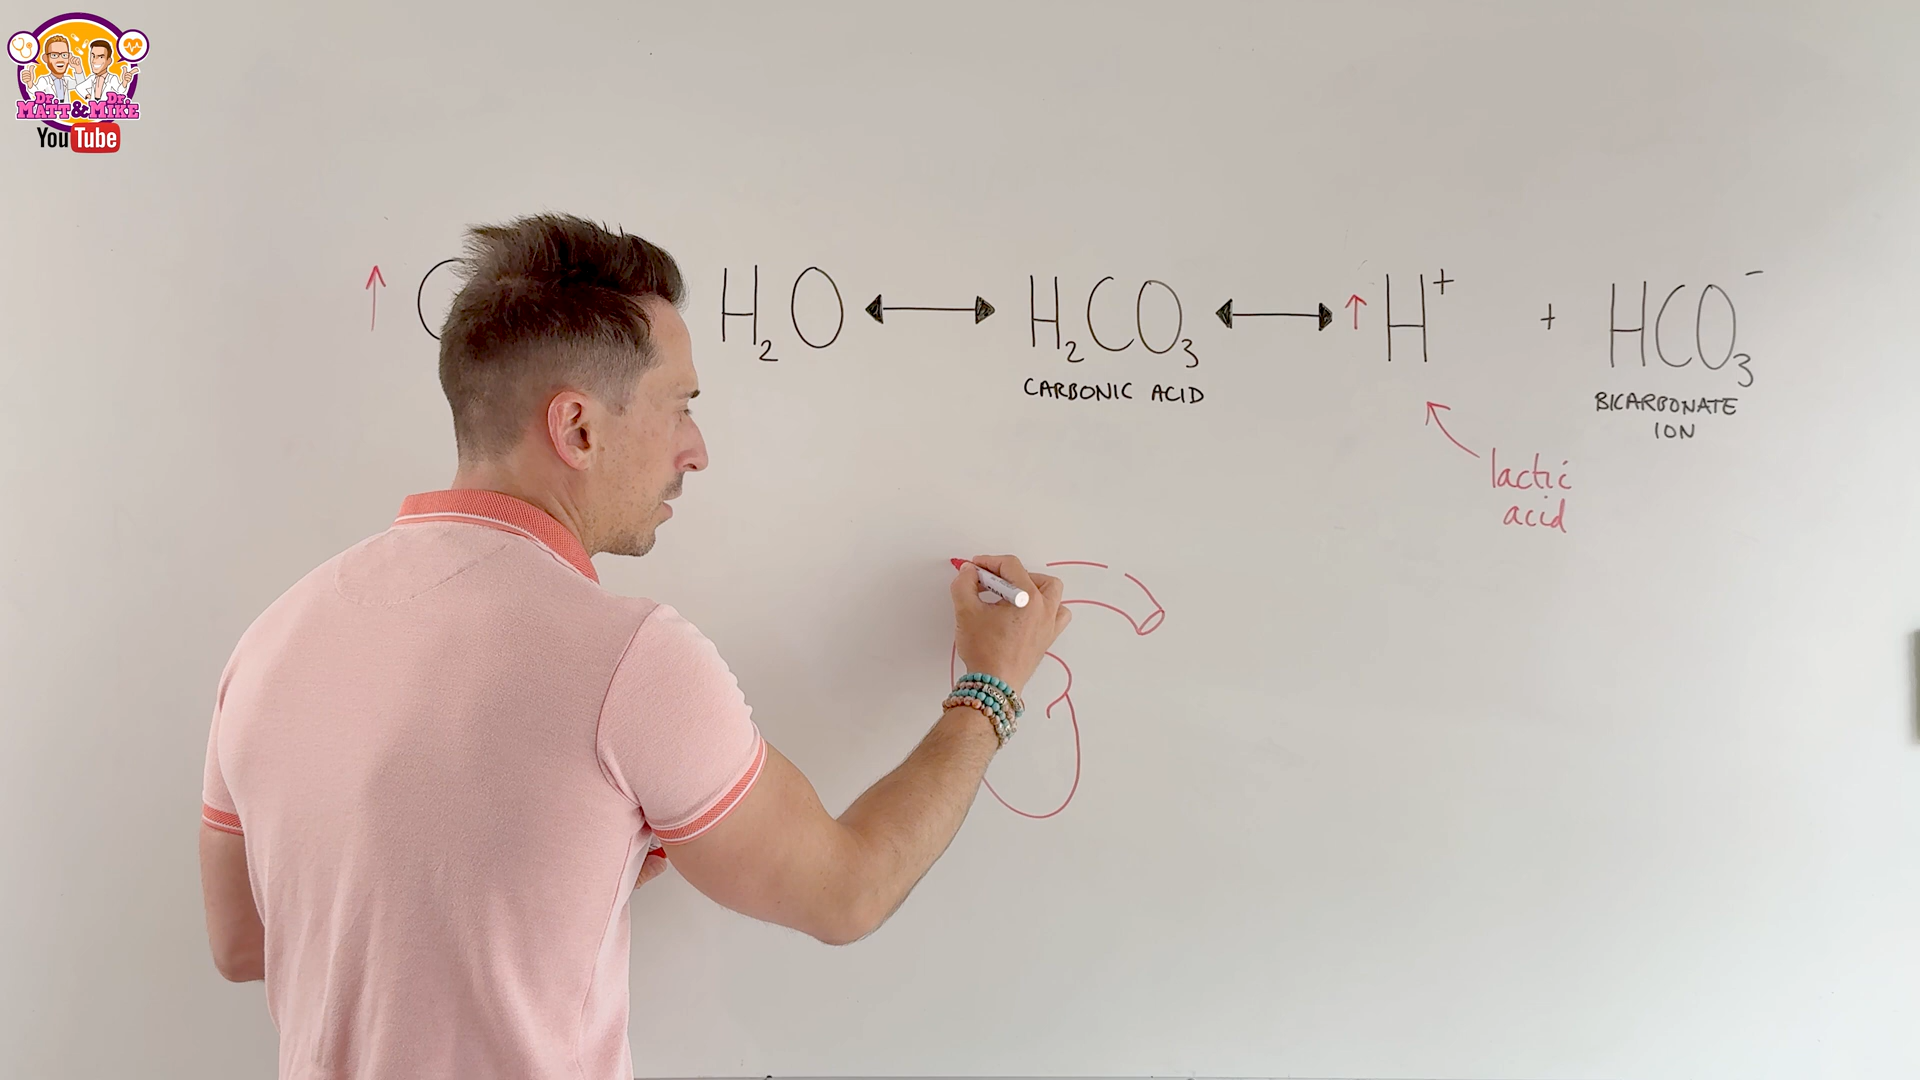 Dr. Dr.
MATT & MIKE
YouTube
↑ C
H₂O ↔ H₂CO₃ ↔ ↑ H⁺ + HCO₃⁻
CARBONIC ACID
BICARBONATE
ION
lactic
acid